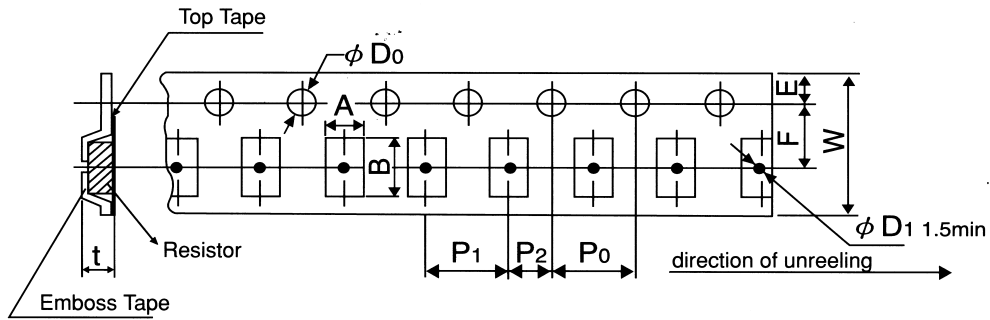 Top Tape
φ D0
A
B
E
F
W
φ D1 1.5min
P1
P2
P0
direction of unreeling
Resistor
t
Emboss Tape